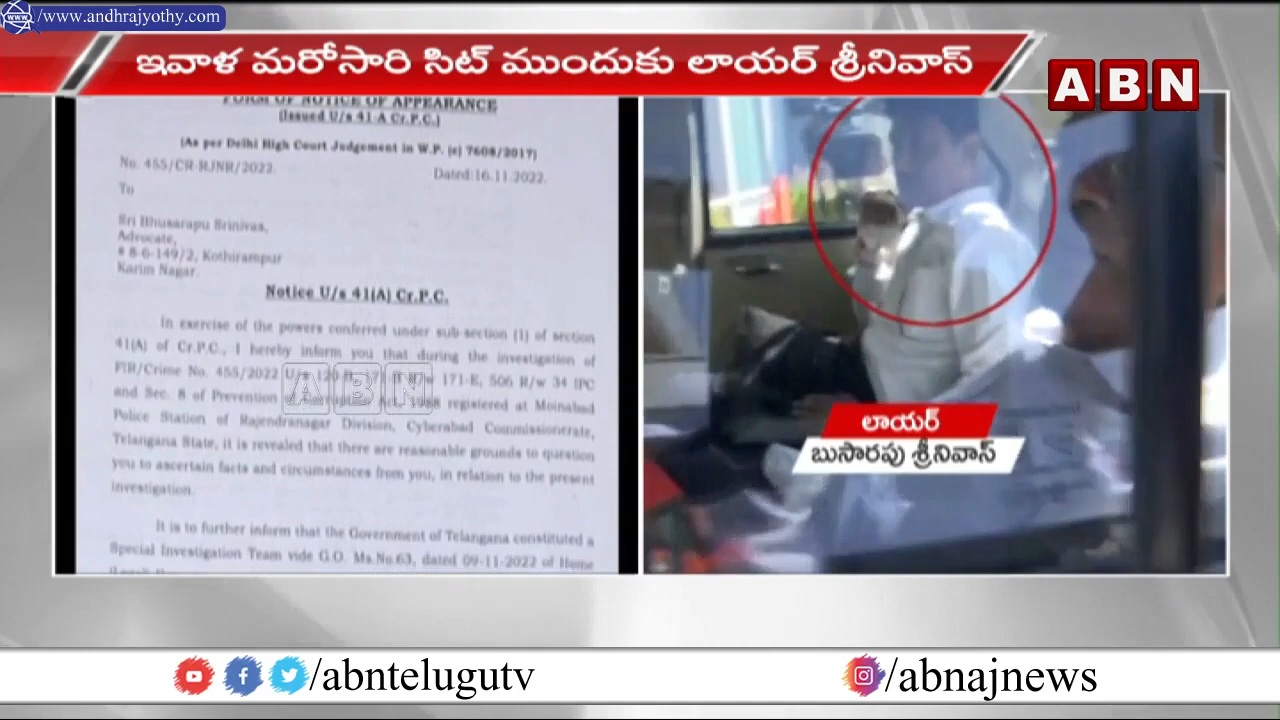 www.andhrajyothy.com
ఇవాళ మరోసారి సిట్ ముందుకు లాయర్ శ్రీనివాస్
ABN
FORM OF NOTICE OF APPEARANCE
(Issued U/s 41-A Cr.P.C.)
(As per Delhi High Court Judgement in W.P. (c) 7608/2017)
No. 455/CR-RJNR/2022
Dated:16.11.2022.
To
Sri Bhusarapu Srinivas,
Advocate,
# 8-6-149/2, Kothirampur
Karim Nagar.
Notice U/s 41(A) Cr.P.C.
In exercise of the powers conferred under sub-section (1) of section
41(A) of Cr.P.C., I hereby inform you that during the investigation of
FIR/Crime No. 455/2022 U/s 171-E, 506 R/w 34 IPC
and Sec. 8 of Prevention 1988 registered at Moinabad
Police Station of Rajendranagar Division, Cyberabad Commissionerate,
Telangana State, it is revealed that there are reasonable grounds to question
you to ascertain facts and circumstances from you, in relation to the present
investigation.
It is to further inform that the Government of Telangana constituted a
Special Investigation Team vide G.O. Ms.No.63, dated 09-11-2022 of Home
ABN
లాయర్
బుసారపు శ్రీనివాస్
/abntelugutv
/abnajnews